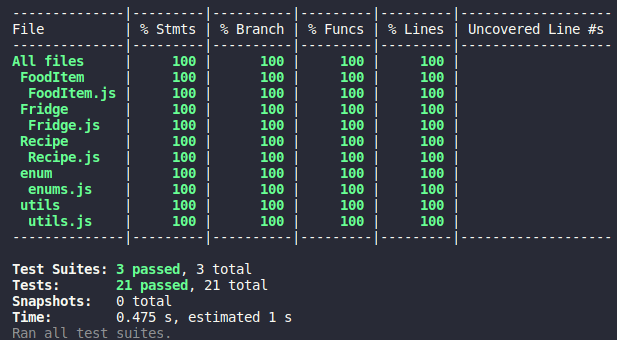 --------------|---------|----------|---------|---------|-------------------
File          | % Stmts | % Branch | % Funcs | % Lines | Uncovered Line #s
--------------|---------|----------|---------|---------|-------------------
All files     |     100 |      100 |     100 |     100 |
 FoodItem     |     100 |      100 |     100 |     100 |
  FoodItem.js |     100 |      100 |     100 |     100 |
 Fridge       |     100 |      100 |     100 |     100 |
  Fridge.js   |     100 |      100 |     100 |     100 |
 Recipe       |     100 |      100 |     100 |     100 |
  Recipe.js   |     100 |      100 |     100 |     100 |
 enum         |     100 |      100 |     100 |     100 |
  enums.js    |     100 |      100 |     100 |     100 |
 utils        |     100 |      100 |     100 |     100 |
  utils.js    |     100 |      100 |     100 |     100 |
--------------|---------|----------|---------|---------|-------------------
Test Suites: 3 passed, 3 total
Tests:       21 passed, 21 total
Snapshots:   0 total
Time:        0.475 s, estimated 1 s
Ran all test suites.